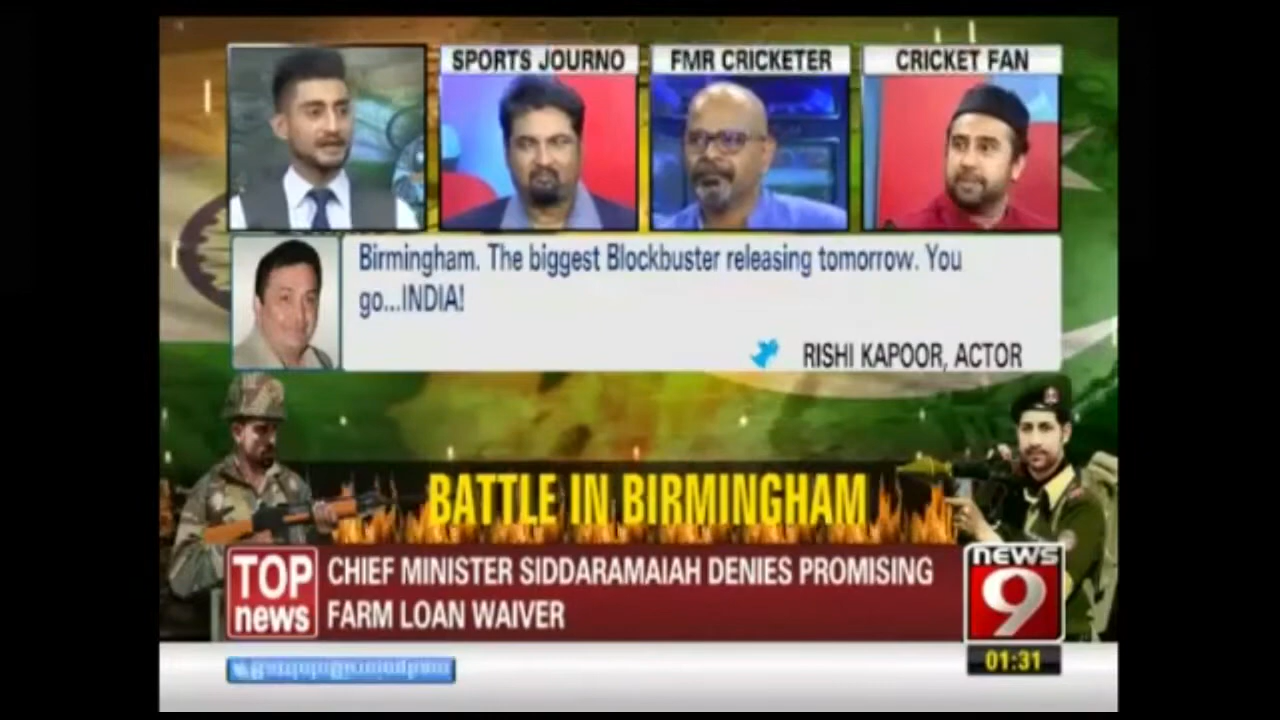 SPORTS JOURNO
FMR CRICKETER
CRICKET FAN
Birmingham. The biggest Blockbuster releasing tomorrow. You
go...INDIA!
RISHI KAPOOR, ACTOR
BATTLE IN BIRMINGHAM
TOP
news
CHIEF MINISTER SIDDARAMAIAH DENIES PROMISING
FARM LOAN WAIVER
NEWS
9
01:31